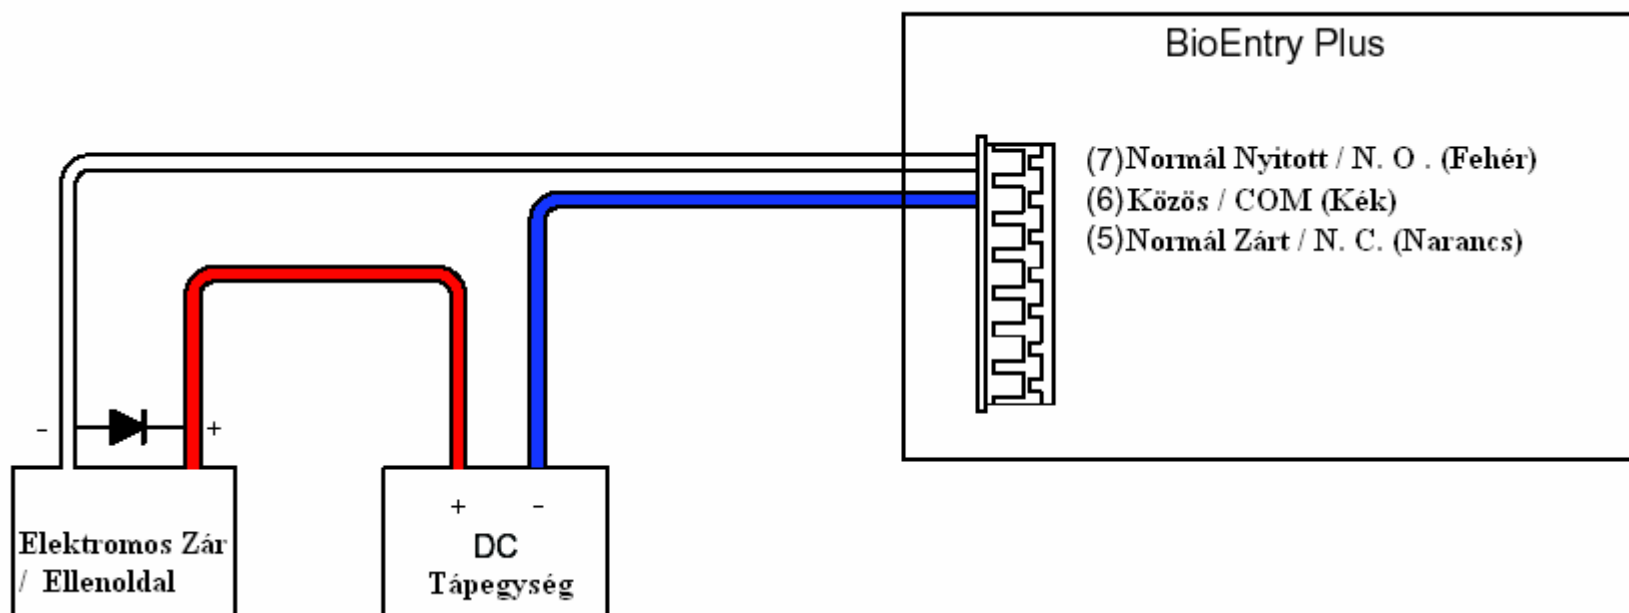 BioEntry Plus
(7) Normál Nyitott / N. O . (Fehér)
(6) Közös / COM (Kék)
(5) Normál Zárt / N. C. (Narancs)
- +
Elektromos Zár
/ Ellenoldal
+ -
DC
Tápegység